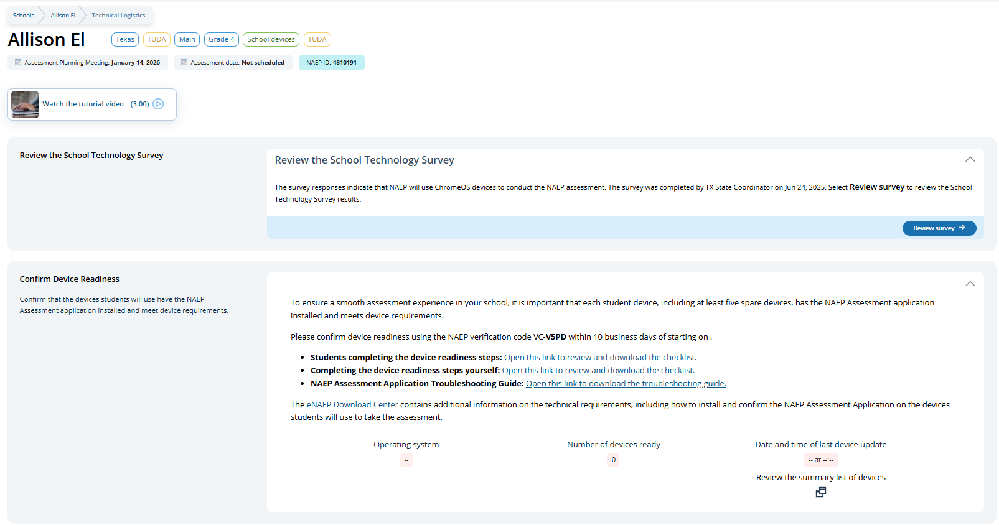 Schools
Allison El
Technical Logistics
Allison El
Texas
TUDA
Main
Grade 4
School devices
TUDA
Assessment Planning Meeting: January 14, 2026
Assessment date: Not scheduled
NAEP ID: 4810191
Watch the tutorial video (3:00)
Review the School Technology Survey
Review the School Technology Survey
The survey responses indicate that NAEP will use ChromeOS devices to conduct the NAEP assessment. The survey was completed by TX State Coordinator on Jun 24, 2025. Select Review survey to review the School
Technology Survey results.
Review survey
Confirm Device Readiness
Confirm that the devices students will use have the NAEP
Assessment application installed and meet device requirements.
To ensure a smooth assessment experience in your school, it is important that each student device, including at least five spare devices, has the NAEP Assessment application
installed and meets device requirements.
Please confirm device readiness using the NAEP verification code VC-V5PD within 10 business days of starting on .
• Students completing the device readiness steps: Open this link to review and download the checklist.
• Completing the device readiness steps yourself: Open this link to review and download the checklist.
• NAEP Assessment Application Troubleshooting Guide: Open this link to download the troubleshooting guide.
The eNAEP Download Center contains additional information on the technical requirements, including how to install and confirm the NAEP Assessment Application on the devices
students will use to take the assessment.
Operating system
--
Number of devices ready
0
Date and time of last device update
-- at --:--
Review the summary list of devices